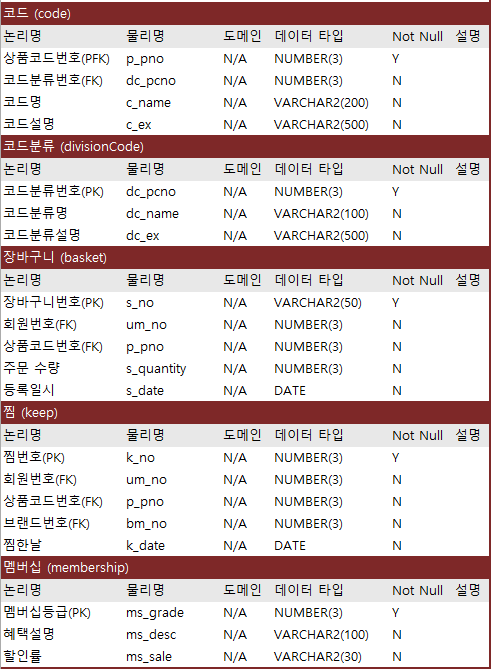 코드 (code)
논리명 물리명 도메인 데이터 타입 Not Null 설명
상품코드번호(PFK) p_pno N/A NUMBER(3) Y
코드분류번호(FK) dc_pcno N/A NUMBER(3) N
코드명 c_name N/A VARCHAR2(200) N
코드설명 c_ex N/A VARCHAR2(500) N
코드분류 (divisionCode)
논리명 물리명 도메인 데이터 타입 Not Null 설명
코드분류번호(PK) dc_pcno N/A NUMBER(3) Y
코드분류명 dc_name N/A VARCHAR2(100) N
코드분류설명 dc_ex N/A VARCHAR2(500) N
장바구니 (basket)
논리명 물리명 도메인 데이터 타입 Not Null 설명
장바구니번호(PK) s_no N/A VARCHAR2(50) Y
회원번호(FK) um_no N/A NUMBER(3) N
상품코드번호(FK) p_pno N/A NUMBER(3) N
주문 수량 s_quantity N/A NUMBER(3) N
등록일시 s_date N/A DATE N
찜 (keep)
논리명 물리명 도메인 데이터 타입 Not Null 설명
찜번호(PK) k_no N/A NUMBER(3) Y
회원번호(FK) um_no N/A NUMBER(3) N
상품코드번호(FK) p_pno N/A NUMBER(3) N
브랜드번호(FK) bm_no N/A NUMBER(3) N
찜한날 k_date N/A DATE N
멤버십 (membership)
논리명 물리명 도메인 데이터 타입 Not Null 설명
멤버십등급(PK) ms_grade N/A NUMBER(3) Y
혜택설명 ms_desc N/A VARCHAR2(100) N
할인률 ms_sale N/A VARCHAR2(30) N